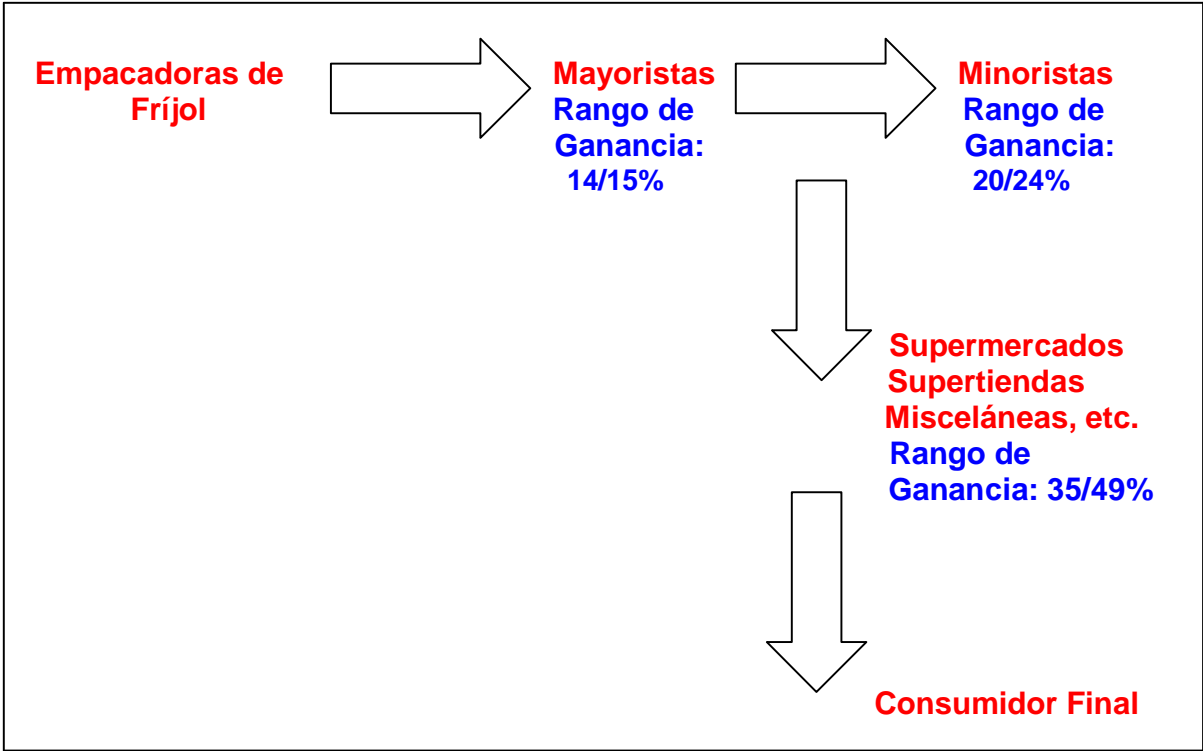 Empacadoras de
Fríjol
Mayoristas
Rango de
Ganancia:
14/15%
Minoristas
Rango de
Ganancia:
20/24%
Supermercados
Supertiendas
Misceláneas, etc.
Rango de
Ganancia: 35/49%
Consumidor Final